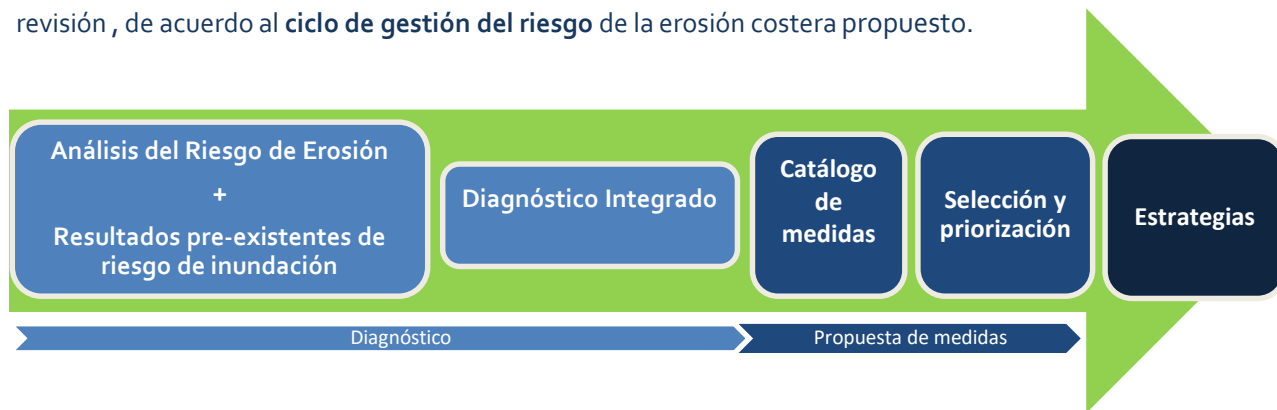 revisión , de acuerdo al ciclo de gestión del riesgo de la erosión costera propuesto.
Análisis del Riesgo de Erosión
+
Resultados pre-existentes de
riesgo de inundación
Diagnóstico Integrado
Catálogo
de
medidas
Selección y
priorización
Estrategias
Diagnóstico
Propuesta de medidas